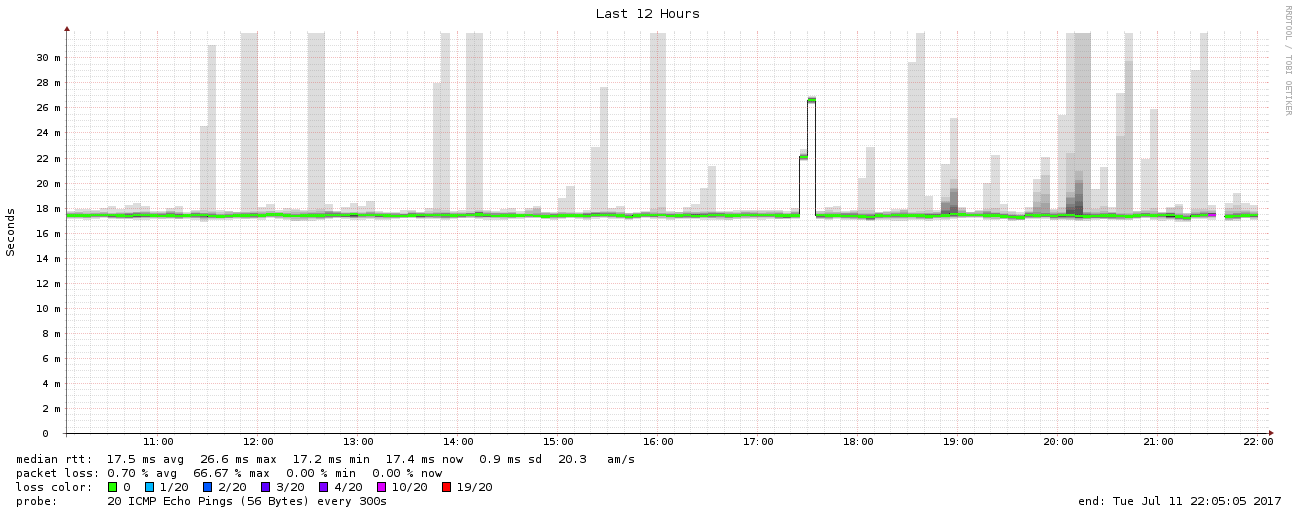 Last 12 Hours
RRDTOOL / TOBI OETIKER
Seconds
30 m
28 m
26 m
24 m
22 m
20 m
18 m
16 m
14 m
12 m
10 m
8 m
6 m
4 m
2 m
0
11:00 12:00 13:00 14:00 15:00 16:00 17:00 18:00 19:00 20:00 21:00 22:00
median rtt: 17.5 ms avg 26.6 ms max 17.2 ms min 17.4 ms now 0.9 ms sd 20.3 am/s
packet loss: 0.70 % avg 66.67 % max 0.00 % min 0.00 % now
loss color: 0 1/20 2/20 3/20 4/20 10/20 19/20
probe: 20 ICMP Echo Pings (56 Bytes) every 300s end: Tue Jul 11 22:05:05 2017